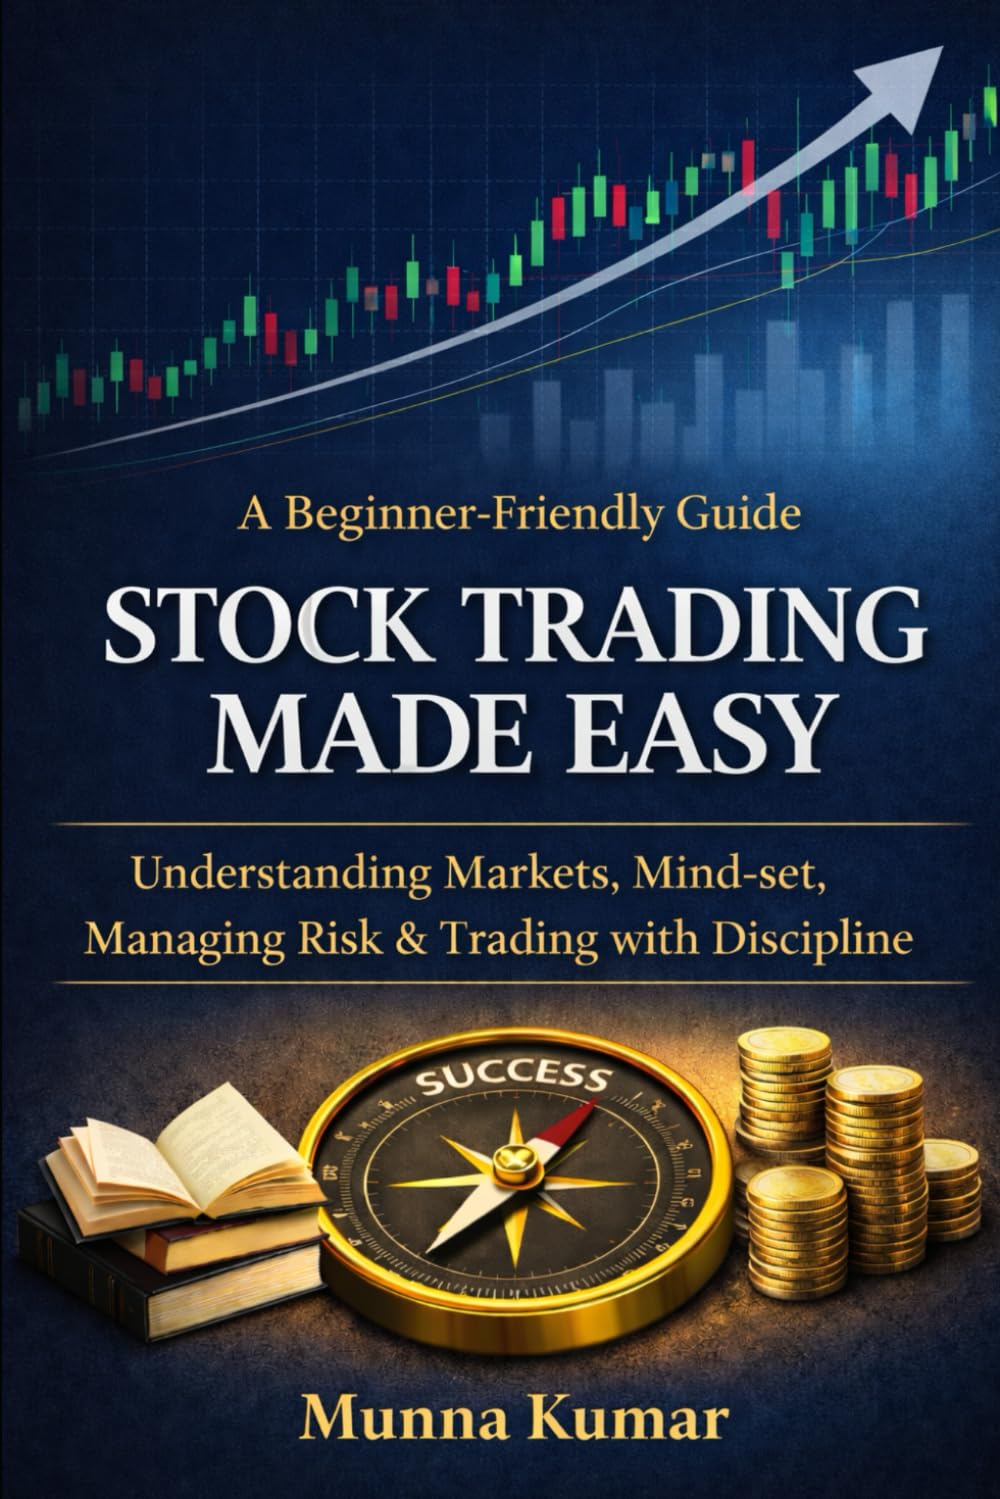 A Beginner-Friendly Guide
STOCK TRADING
MADE EASY
Understanding Markets, Mind-set,
Managing Risk & Trading with Discipline
SUCCESS
Munna Kumar